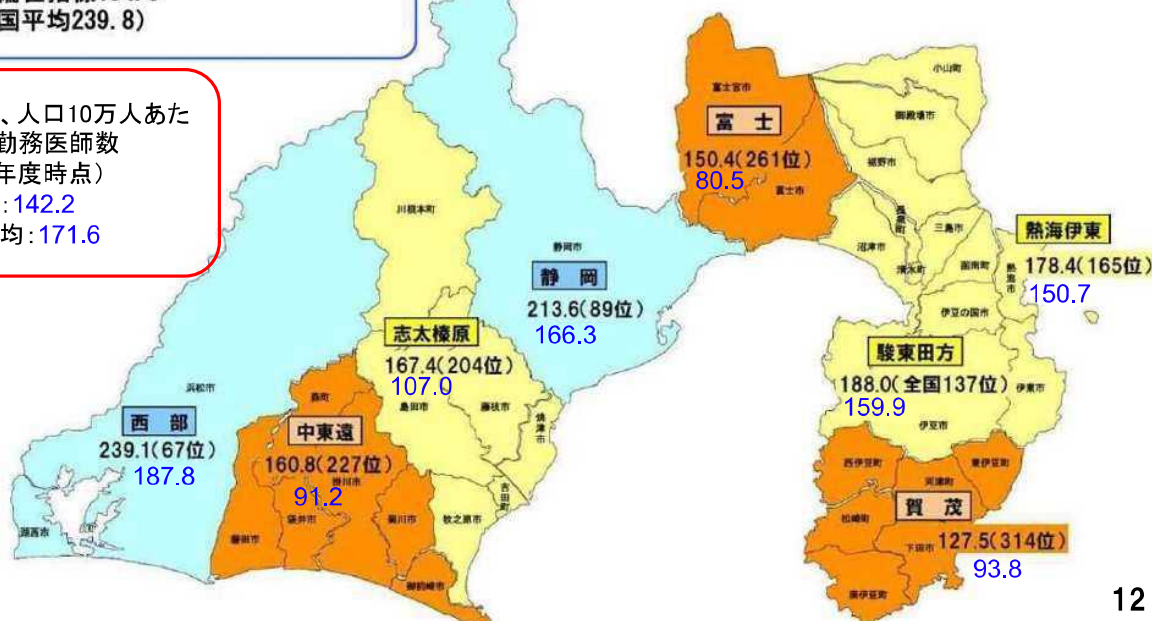 国平均239.8)
、人口10万人あた
勤務医師数
年度時点)
:142.2
均:171.6
富士宮市
富 士
150.4(261位)
80.5
富士市
小山町
御殿場市
裾野市
長泉町
三島市
沼津市
清水町
函南町
熱海市
熱海伊東
178.4(165位)
150.7
伊豆の国市
駿東田方
188.0(全国137位)
159.9
伊東市
伊豆市
川根本町
静岡市
静 岡
213.6(89位)
166.3
志太榛原
167.4(204位)
107.0
島田市
藤枝市
焼津市
吉田町
牧之原市
浜松市
西 部
239.1(67位)
187.8
湖西市
森町
中東遠
160.8(227位)
91.2
掛川市
袋井市
菊川市
磐田市
御前崎市
西伊豆町
東伊豆町
河津町
賀 茂
松崎町
下田市
127.5(314位)
93.8
南伊豆町
12